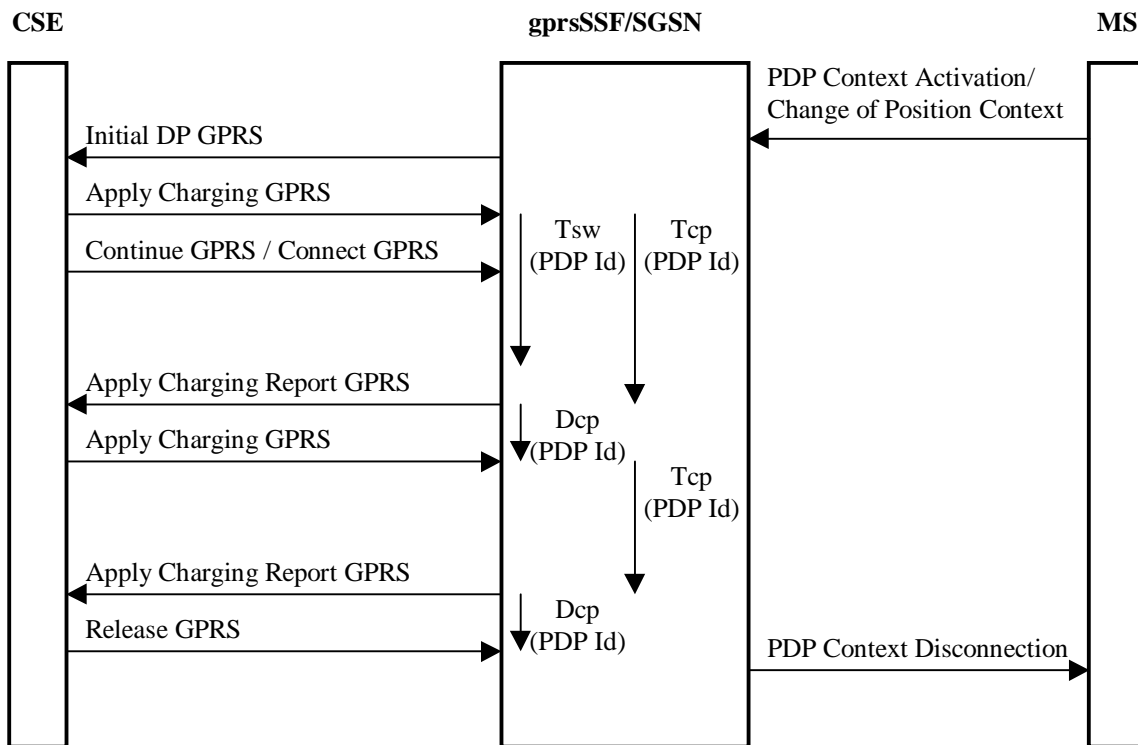 CSE
gprsSSF/SGSN
MS
PDP Context Activation/
Change of Position Context
Initial DP GPRS
Apply Charging GPRS
Tsw
(PDP Id)
Tcp
(PDP Id)
Continue GPRS / Connect GPRS
Apply Charging Report GPRS
Dcp
(PDP Id)
Apply Charging GPRS
Tcp
(PDP Id)
Apply Charging Report GPRS
Dcp
(PDP Id)
Release GPRS
PDP Context Disconnection